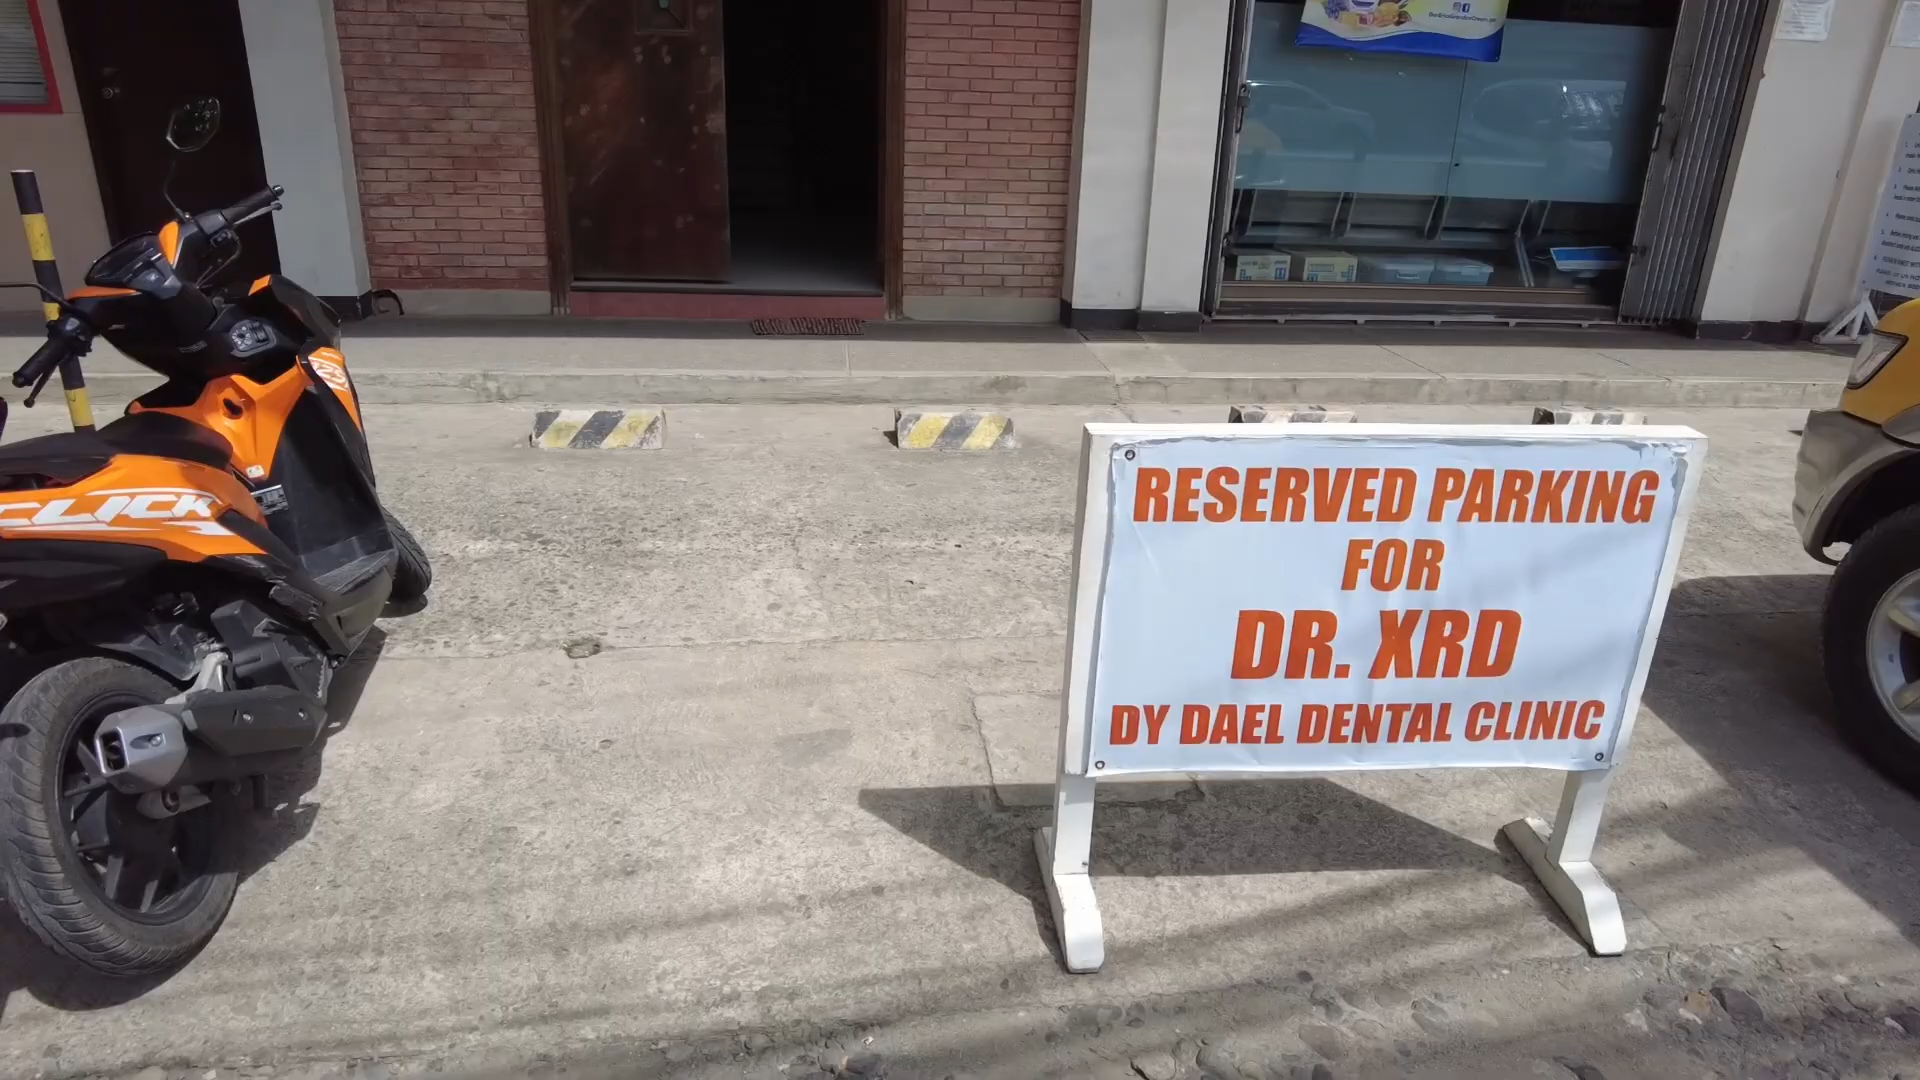 CLICK
RESERVED PARKING
FOR
DR. XRD
DY DAEL DENTAL CLINIC